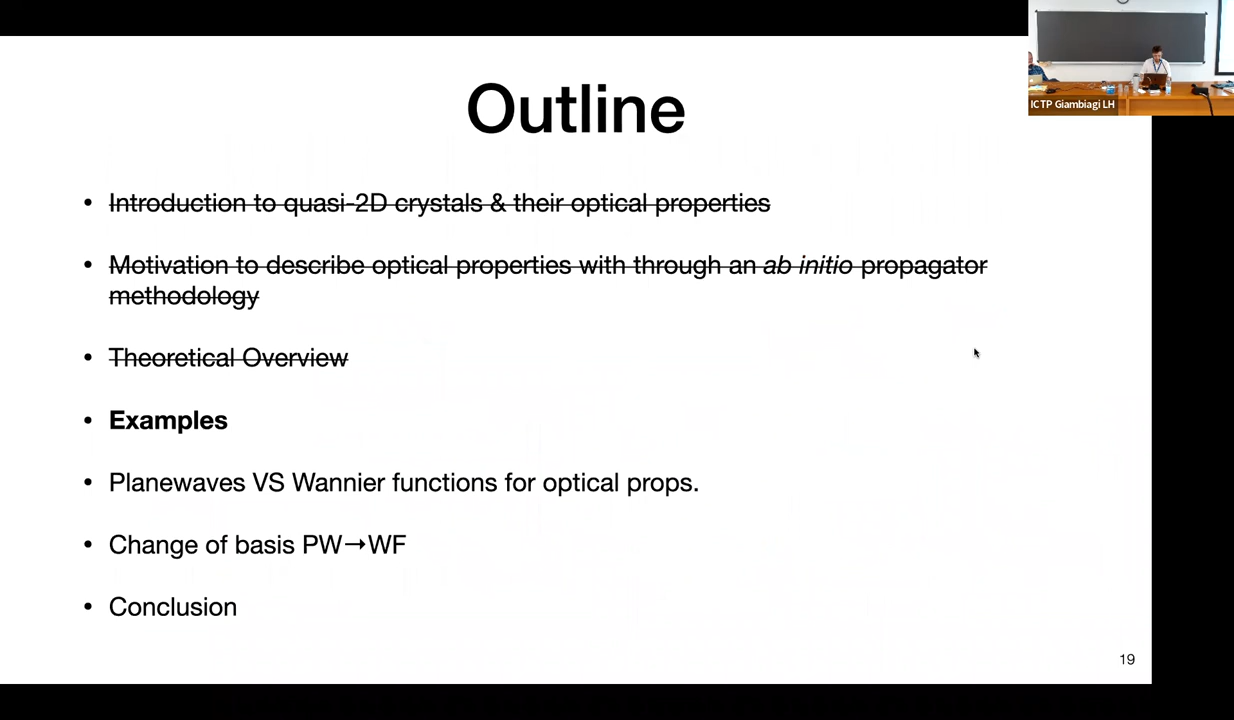 Outline
ICTP Giambiagi LH
• Introduction to quasi-2D crystals & their optical properties
• Motivation to describe optical properties with through an ab initio propagator
methodology
• Theoretical Overview
• Examples
• Planewaves VS Wannier functions for optical props.
• Change of basis PW→WF
• Conclusion
19